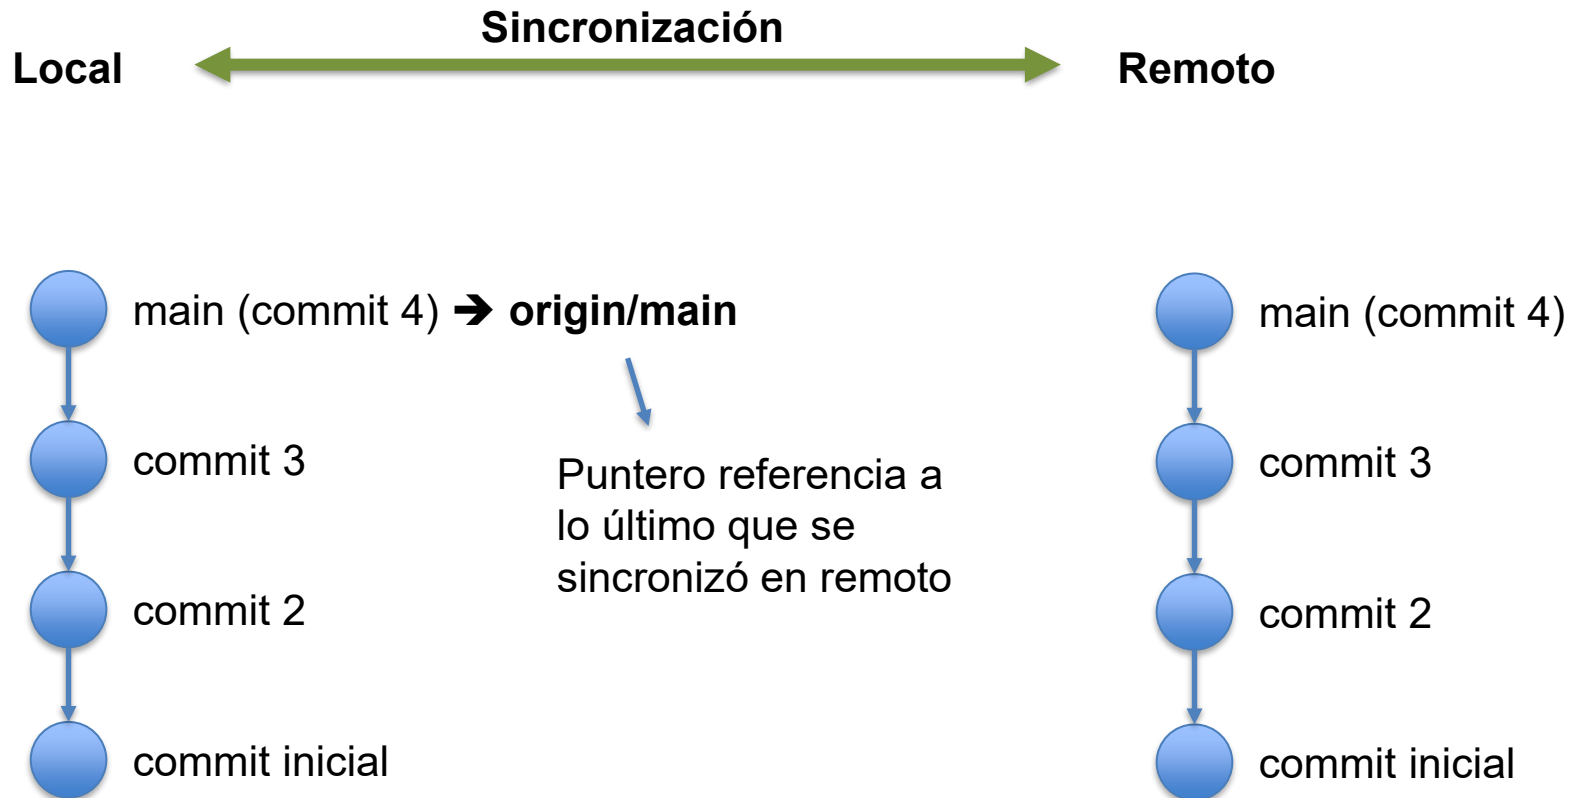 Sincronización
Local
Remoto
main (commit 4) ➔ origin/main
main (commit 4)
commit 3
Puntero referencia a
lo último que se
sincronizó en remoto
commit 3
commit 2
commit 2
commit inicial
commit inicial